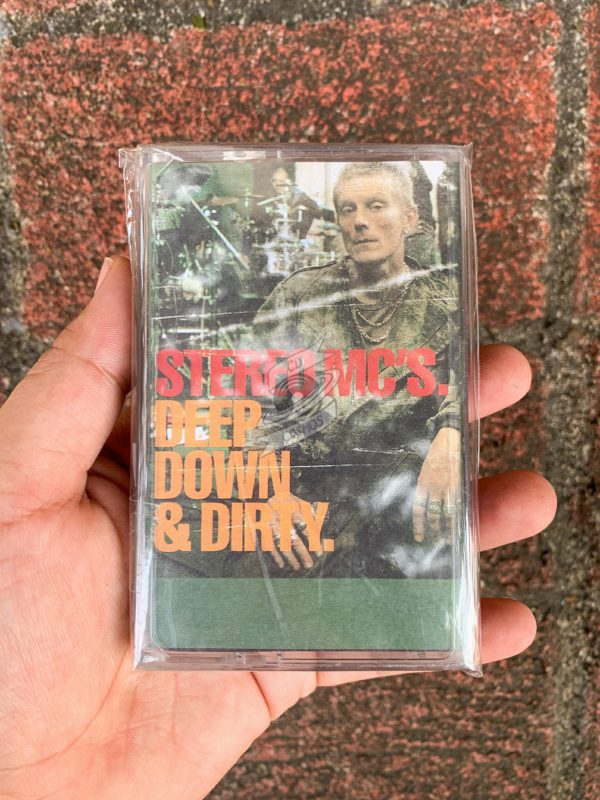 STEREO MC'S.
DEEP
DOWN
& DIRTY.